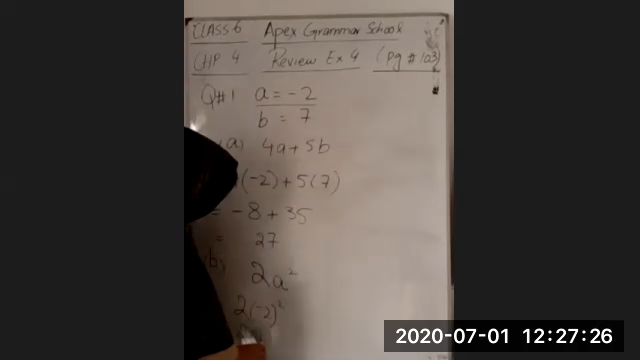 CLASS 6 Apex Grammar School
CHP 4 Review Ex 4 (Pg # 103)
Q#1 a = -2
b = 7
a) 4a+5b
(-2) + 5(7)
= -8 + 35
= 27
b) 2a²
2(-2)²
2020-07-01 12:27:26